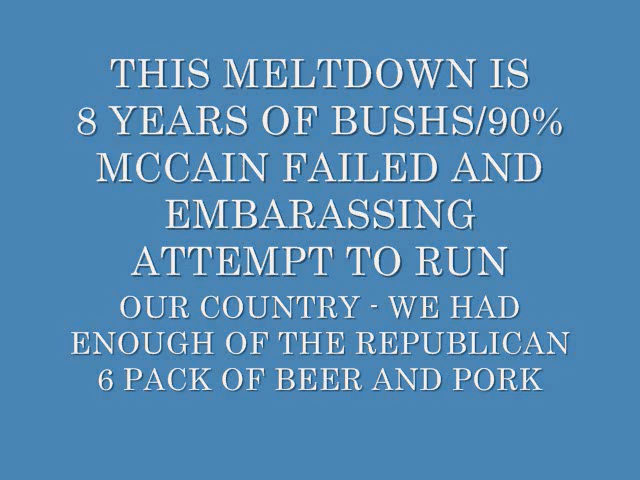 THIS MELTDOWN IS
8 YEARS OF BUSHS/90%
MCCAIN FAILED AND
EMBARASSING
ATTEMPT TO RUN
OUR COUNTRY - WE HAD
ENOUGH OF THE REPUBLICAN
6 PACK OF BEER AND PORK